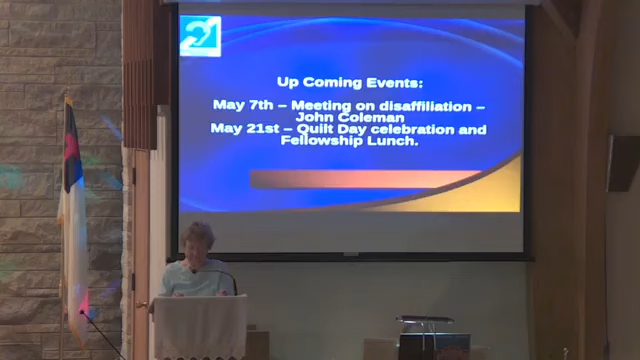 Up Coming Events:
May 7th – Meeting on disaffiliation –
John Coleman
May 21st – Quilt Day celebration and
Fellowship Lunch.